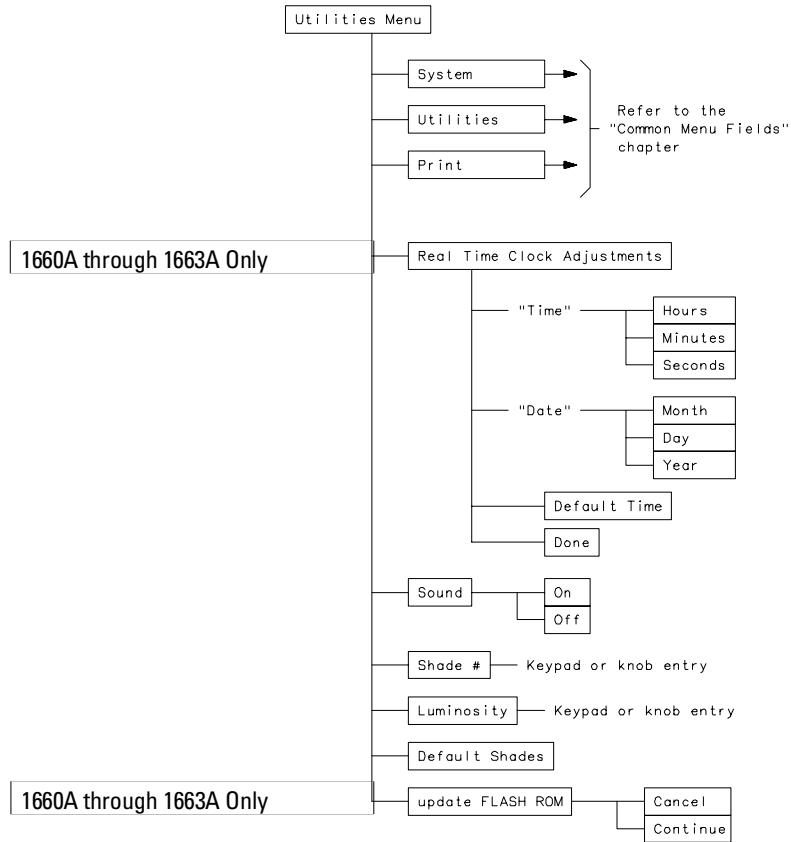 Utilities Menu
System
Utilities
Print
Refer to the
"Common Menu Fields"
chapter
1660A through 1663A Only
Real Time Clock Adjustments
"Time"
Hours
Minutes
Seconds
"Date"
Month
Day
Year
Default Time
Done
Sound
On
Off
Shade #
Keypad or knob entry
Luminosity
Keypad or knob entry
Default Shades
1660A through 1663A Only
update FLASH ROM
Cancel
Continue